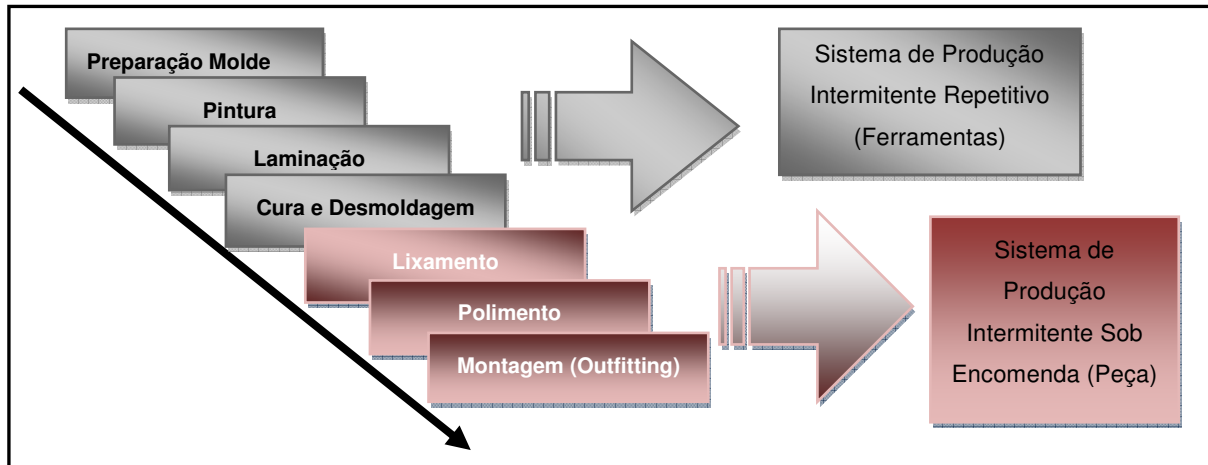 Preparação Molde
Pintura
Laminação
Cura e Desmoldagem
Lixamento
Polimento
Montagem (Outfitting)
Sistema de Produção
Intermitente Repetitivo
(Ferramentas)
Sistema de
Produção
Intermitente Sob
Encomenda (Peça)